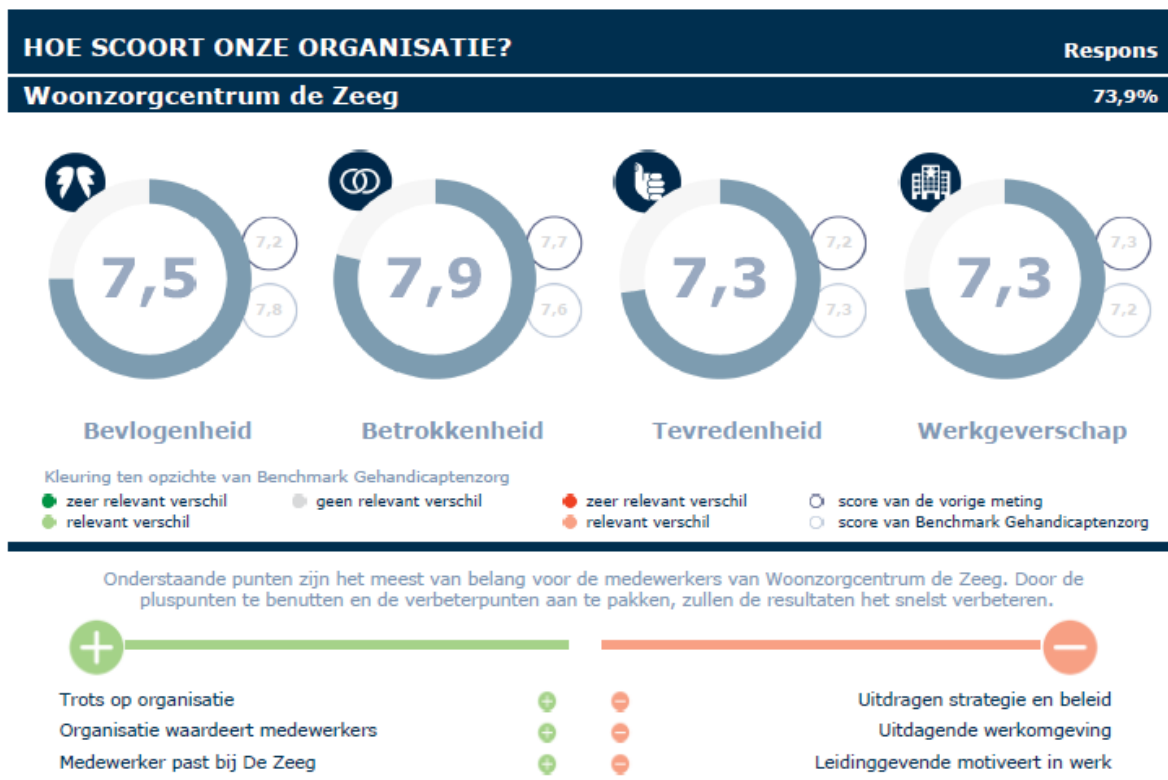 HOE SCOORT ONZE ORGANISATIE?
Respons
Woonzorgcentrum de Zeeg
73,9%
7,5
7,2
7,8
7,9
7,7
7,6
7,3
7,2
7,3
7,3
7,3
7,2
Bevlogenheid
Betrokkenheid
Tevredenheid
Werkgeverschap
Kleuring ten opzichte van Benchmark Gehandicaptenzorg
zeer relevant verschil
geen relevant verschil
zeer relevant verschil
score van de vorige meting
relevant verschil
relevant verschil
score van Benchmark Gehandicaptenzorg
Onderstaande punten zijn het meest van belang voor de medewerkers van Woonzorgcentrum de Zeeg. Door de
pluspunten te benutten en de verbeterpunten aan te pakken, zullen de resultaten het snelst verbeteren.
Trots op organisatie
Uitdragen strategie en beleid
Organisatie waardeert medewerkers
Uitdagende werkomgeving
Medewerker past bij De Zeeg
Leidinggevende motiveert in werk